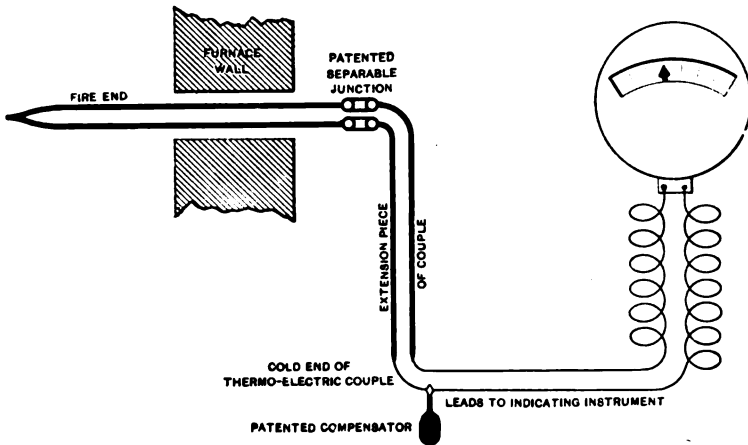 FURNACE
WALL
PATENTED
SEPARABLE
JUNCTION
FIRE END
EXTENSION PIECE
OF COUPLE
COLD END OF
THERMO-ELECTRIC COUPLE
LEADS TO INDICATING INSTRUMENT
PATENTED COMPENSATOR